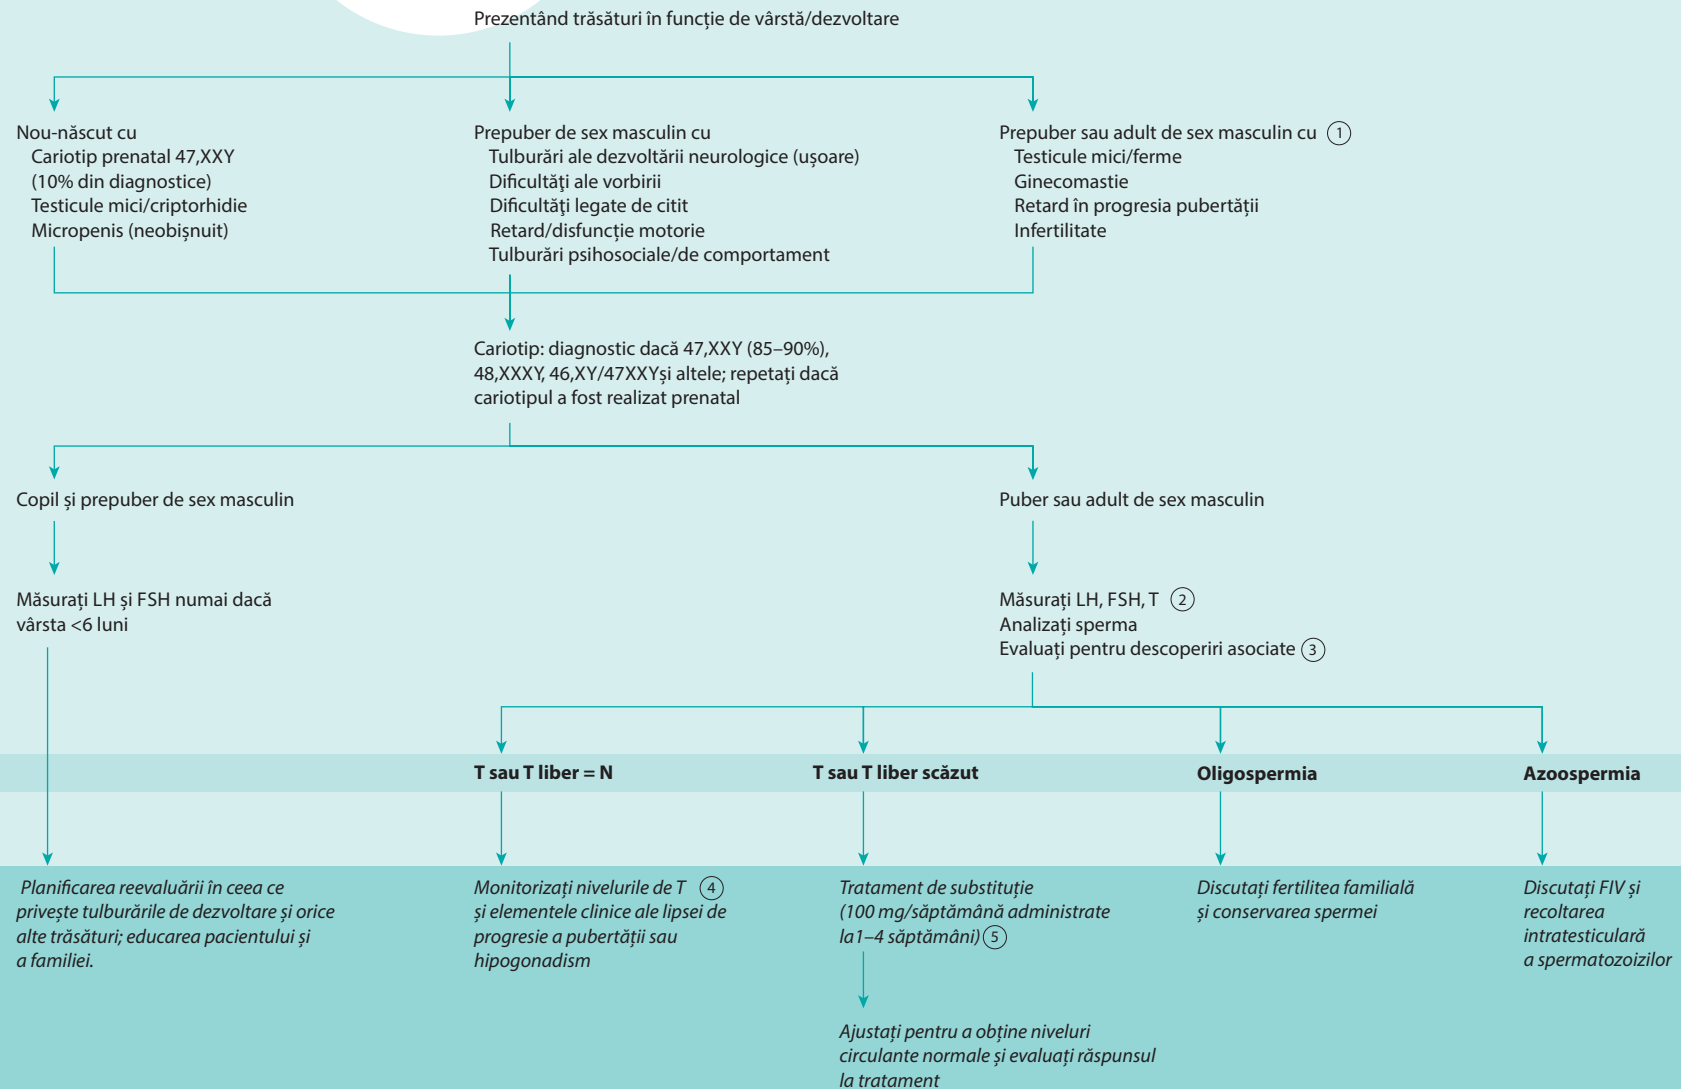 Prezentând trăsături în funcție de vârstă/dezvoltare
Nou-născut cu
Cariotip prenatal 47,XXY
(10% din diagnostice)
Testicule mici/criptorhidie
Micropenis (neobișnuit)
Prepuber de sex masculin cu
Tulburări ale dezvoltării neurologice (ușoare)
Dificultăţi ale vorbirii
Dificultăţi legate de citit
Retard/disfuncție motorie
Tulburări psihosociale/de comportament
Prepuber sau adult de sex masculin cu 1
Testicule mici/ferme
Ginecomastie
Retard în progresia pubertății
Infertilitate
Cariotip: diagnostic dacă 47,XXY (85–90%),
48,XXXY, 46,XY/47XXYși altele; repetați dacă
cariotipul a fost realizat prenatal
Copil și prepuber de sex masculin
Puber sau adult de sex masculin
Măsurați LH și FSH numai dacă
vârsta <6 luni
Măsurați LH, FSH, T 2
Analizați sperma
Evaluați pentru descoperiri asociate 3
T sau T liber = N
T sau T liber scăzut
Oligospermia
Azoospermia
Planificarea reevaluării în ceea ce
privește tulburările de dezvoltare și orice
alte trăsături; educarea pacientului și
a familiei.
Monitorizați nivelurile de T 4
și elementele clinice ale lipsei de
progresie a pubertății sau
hipogonadism
Tratament de substituție
(100 mg/săptămână administrate
la1–4 săptămâni) 5
Ajustați pentru a obține niveluri
circulante normale și evaluați răspunsul
la tratament
Discutați fertilitea familială
și conservarea spermei
Discutați FIV și
recoltarea
intratesticulară
a spermatozoizilor